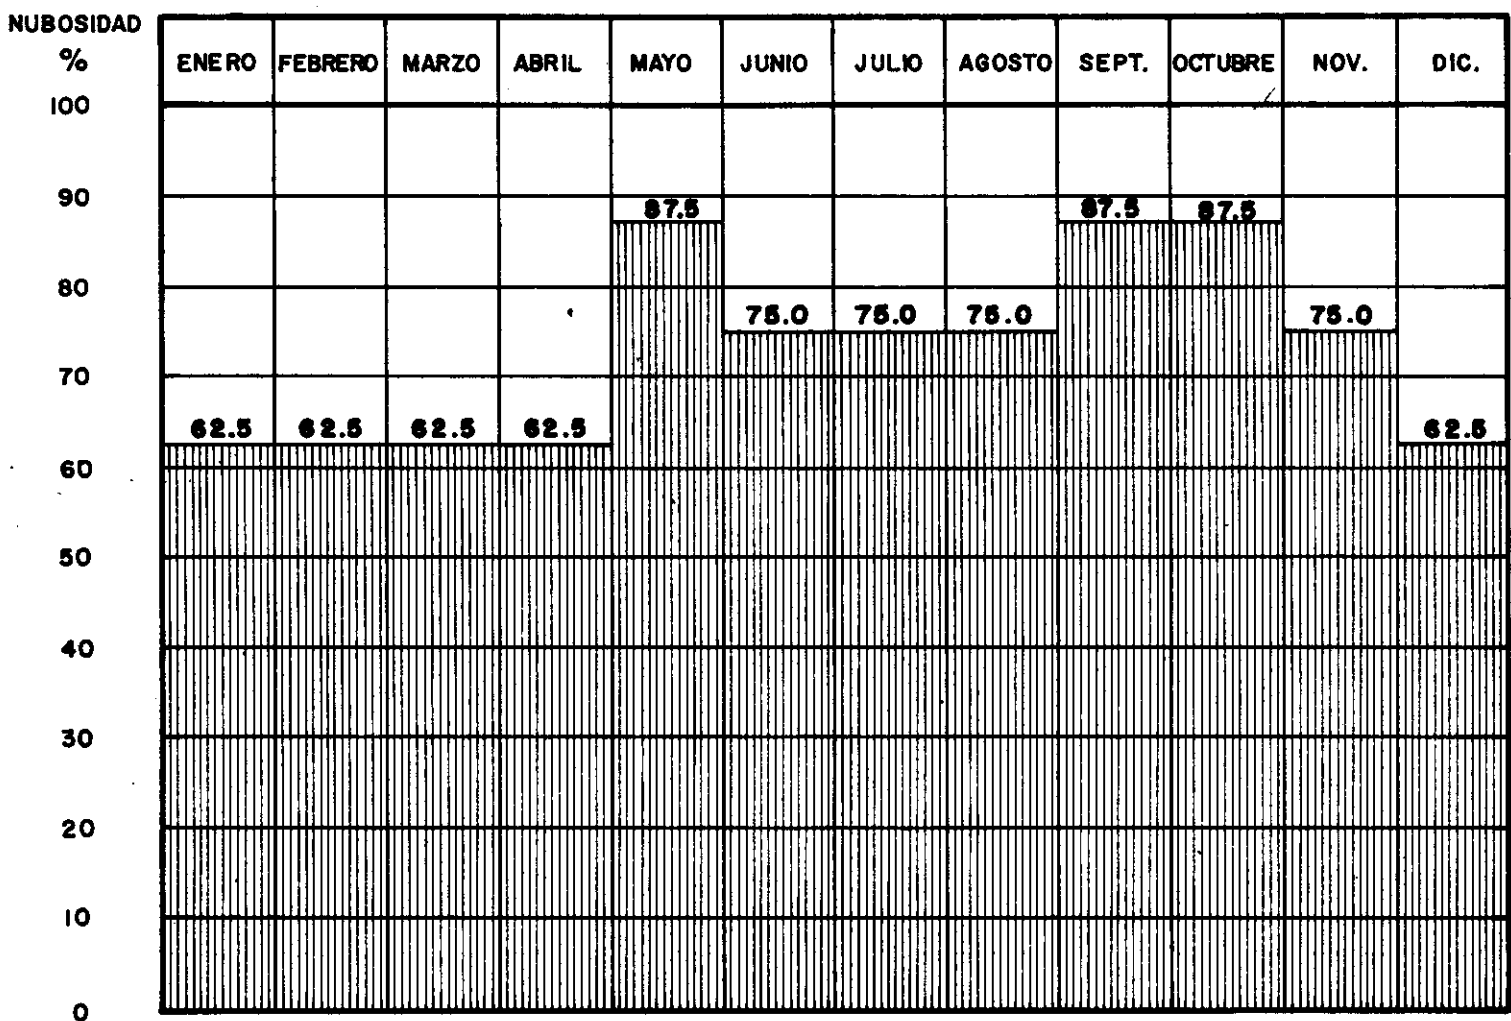 NUBOSIDAD
%
ENERO FEBRERO MARZO ABRIL MAYO JUNIO JULIO AGOSTO SEPT. OCTUBRE NOV. DIC.
100
90
87.5 87.5 87.5
80
75.0 75.0 75.0 75.0
70
62.5 62.5 62.5 62.5 62.5
60
50
40
30
20
10
0